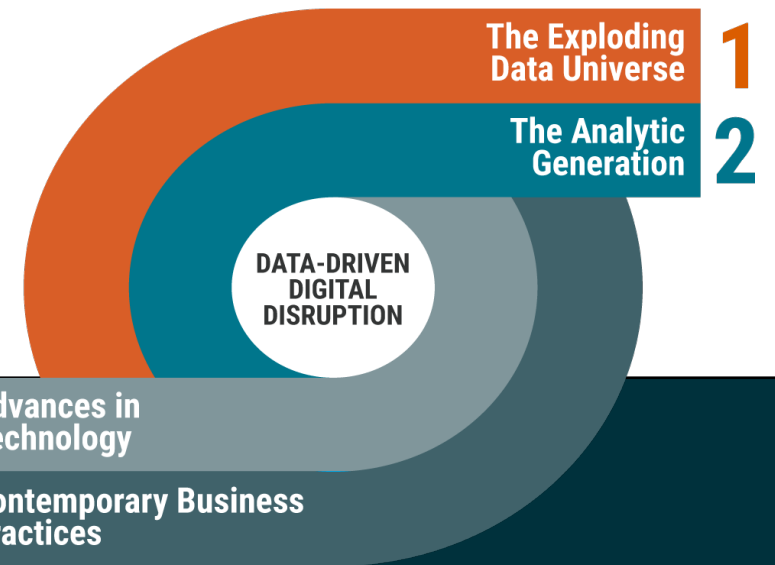 The Exploding
Data Universe
1
The Analytic
Generation
2
DATA-DRIVEN
DIGITAL
DISRUPTION
dvances in
echnology
ontemporary Business
ractices